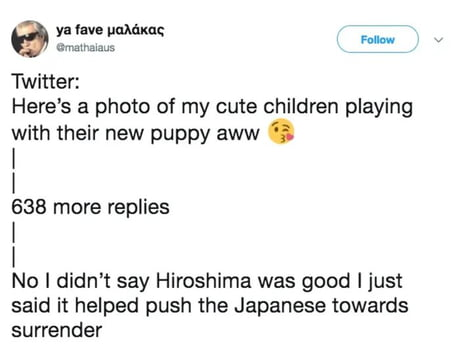 ya fave μαλάκας
@mathaiaus
Follow
Twitter:
Here's a photo of my cute children playing
with their new puppy aww 😘
|
|
638 more replies
|
|
No I didn't say Hiroshima was good I just
said it helped push the Japanese towards
surrender